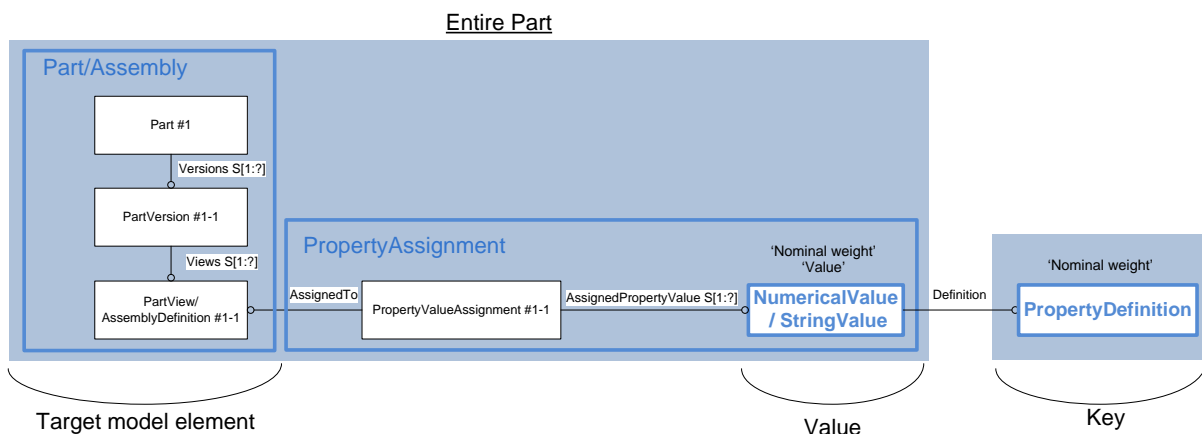 Entire Part
Part/Assembly
Part #1
Versions S[1:?]
PartVersion #1-1
Views S[1:?]
PartView/
AssemblyDefinition #1-1
PropertyAssignment
AssignedTo
PropertyValueAssignment #1-1
AssignedPropertyValue S[1:?]
‘Nominal weight’
‘Value’
NumericalValue
/ StringValue
Definition
‘Nominal weight’
PropertyDefinition
Target model element
Value
Key